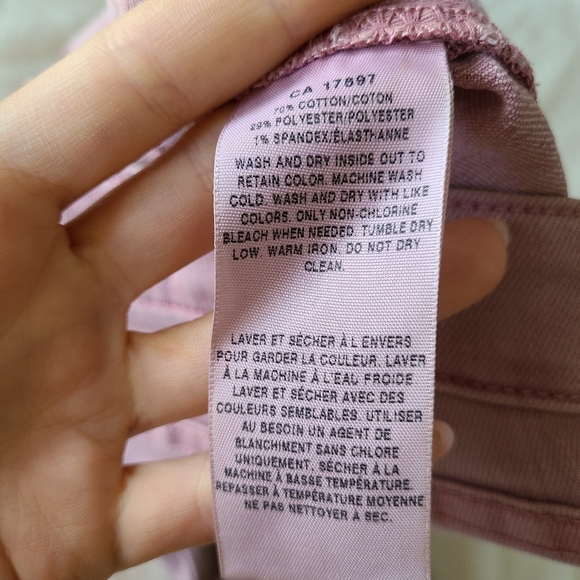 CA 17897
70% COTTON/COTON
29% POLYESTER/POLYESTER
1% SPANDEX/ÉLASTHANNE
WASH AND DRY INSIDE OUT TO
RETAIN COLOR. MACHINE WASH
COLD. WASH AND DRY WITH LIKE
COLORS. ONLY NON-CHLORINE
BLEACH WHEN NEEDED. TUMBLE DRY
LOW. WARM IRON. DO NOT DRY
CLEAN.
LAVER ET SÉCHER À L'ENVERS
POUR GARDER LA COULEUR. LAVER
À LA MACHINE À L'EAU FROIDE
LAVER ET SÉCHER AVEC DES
COULEURS SEMBLABLES. UTILISER
AU BESOIN UN AGENT DE
BLANCHIMENT SANS CHLORE
UNIQUEMENT. SÉCHER À LA
MACHINE À BASSE TEMPÉRATURE.
REPASSER À TEMPÉRATURE MOYENNE
NE PAS NETTOYER À SEC.